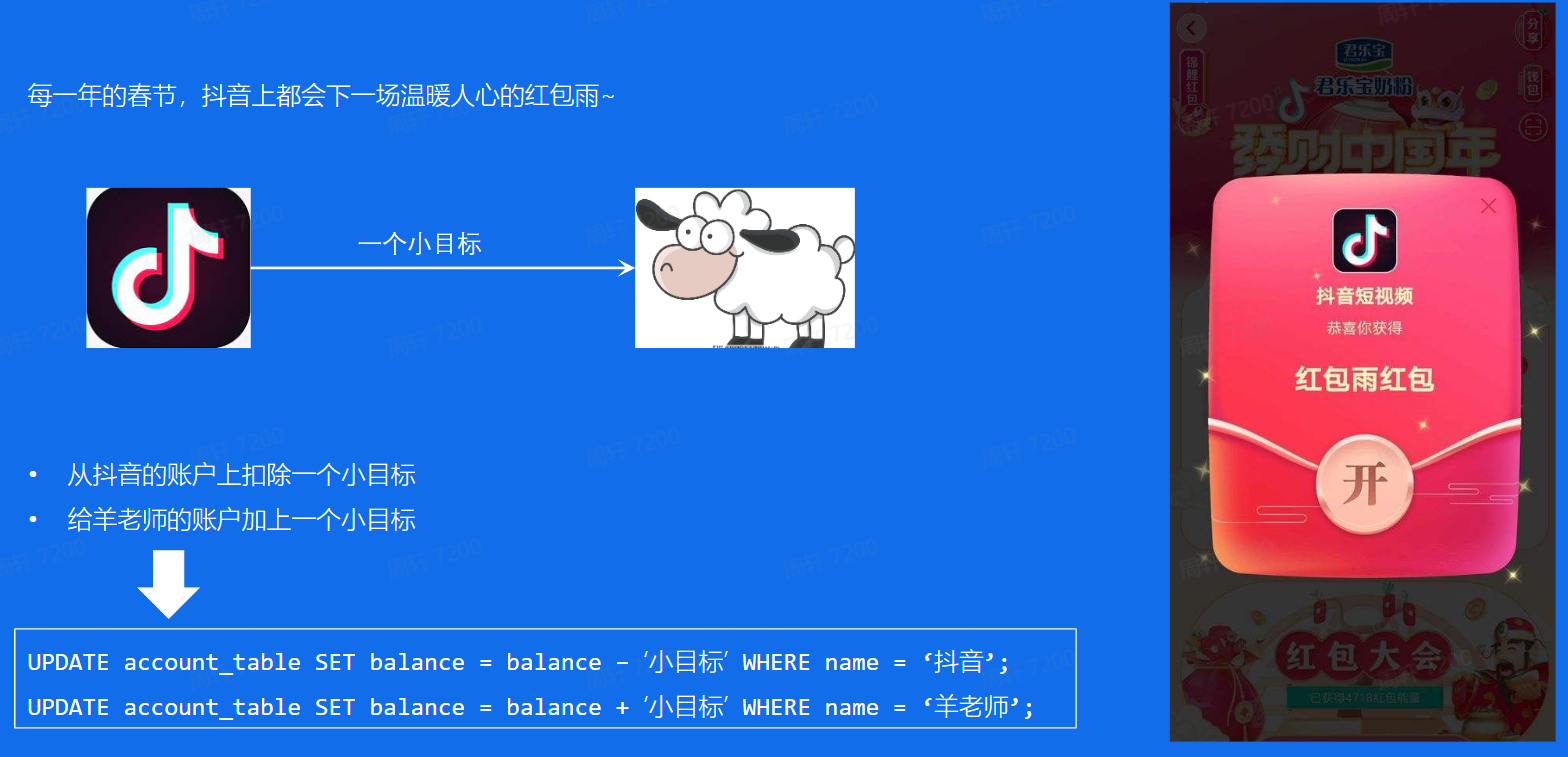 每一年的春节，抖音上都会下一场温暖人心的红包雨~
一个小目标
• 从抖音的账户上扣除一个小目标
• 给羊老师的账户加上一个小目标
UPDATE account_table SET balance = balance – ‘小目标’ WHERE name = ‘抖音’;
UPDATE account_table SET balance = balance + ‘小目标’ WHERE name = ‘羊老师’;
分享
君乐宝
锦鲤红包
君乐宝奶粉
钱包
發财中国年
抖音短视频
恭喜你获得
红包雨红包
开
红包大会
已获得4718红包能量
周轩 7200